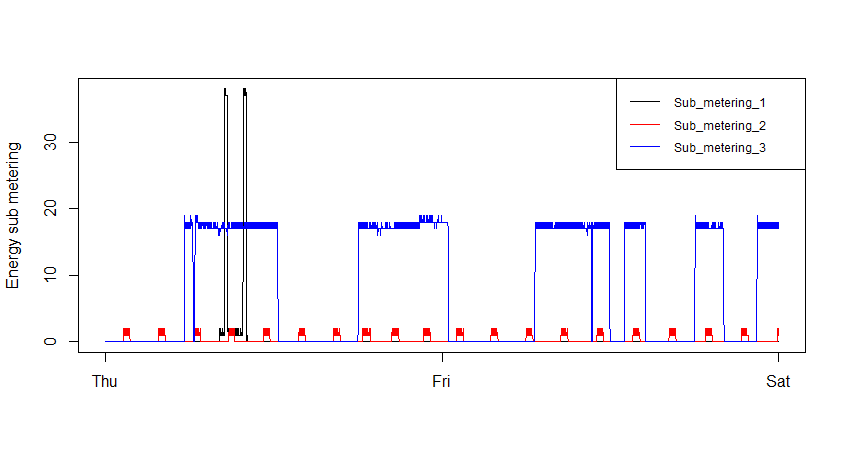 Sub_metering_1
Sub_metering_2
Sub_metering_3
Energy sub metering
30
20
10
0
Thu Fri Sat